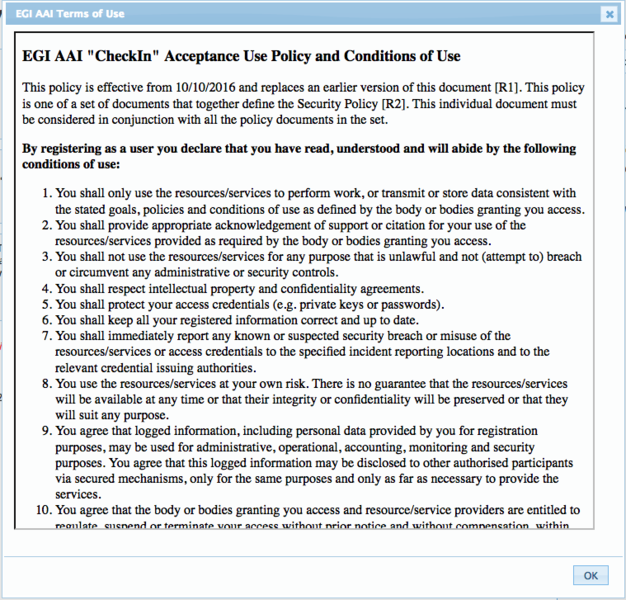 EGI AAI Terms of Use
EGI AAI "CheckIn" Acceptance Use Policy and Conditions of Use
This policy is effective from 10/10/2016 and replaces an earlier version of this document [R1]. This policy
is one of a set of documents that together define the Security Policy [R2]. This individual document must
be considered in conjunction with all the policy documents in the set.
By registering as a user you declare that you have read, understood and will abide by the following
conditions of use:
1. You shall only use the resources/services to perform work, or transmit or store data consistent with
the stated goals, policies and conditions of use as defined by the body or bodies granting you access.
2. You shall provide appropriate acknowledgement of support or citation for your use of the
resources/services provided as required by the body or bodies granting you access.
3. You shall not use the resources/services for any purpose that is unlawful and not (attempt to) breach
or circumvent any administrative or security controls.
4. You shall respect intellectual property and confidentiality agreements.
5. You shall protect your access credentials (e.g. private keys or passwords).
6. You shall keep all your registered information correct and up to date.
7. You shall immediately report any known or suspected security breach or misuse of the
resources/services or access credentials to the specified incident reporting locations and to the
relevant credential issuing authorities.
8. You use the resources/services at your own risk. There is no guarantee that the resources/services
will be available at any time or that their integrity or confidentiality will be preserved or that they
will suit any purpose.
9. You agree that logged information, including personal data provided by you for registration
purposes, may be used for administrative, operational, accounting, monitoring and security
purposes. You agree that this logged information may be disclosed to other authorised participants
via secured mechanisms, only for the same purposes and only as far as necessary to provide the
services.
10. You agree that the body or bodies granting you access and resource/service providers are entitled to
regulate, suspend or terminate your access without prior notice and without compensation, within
OK